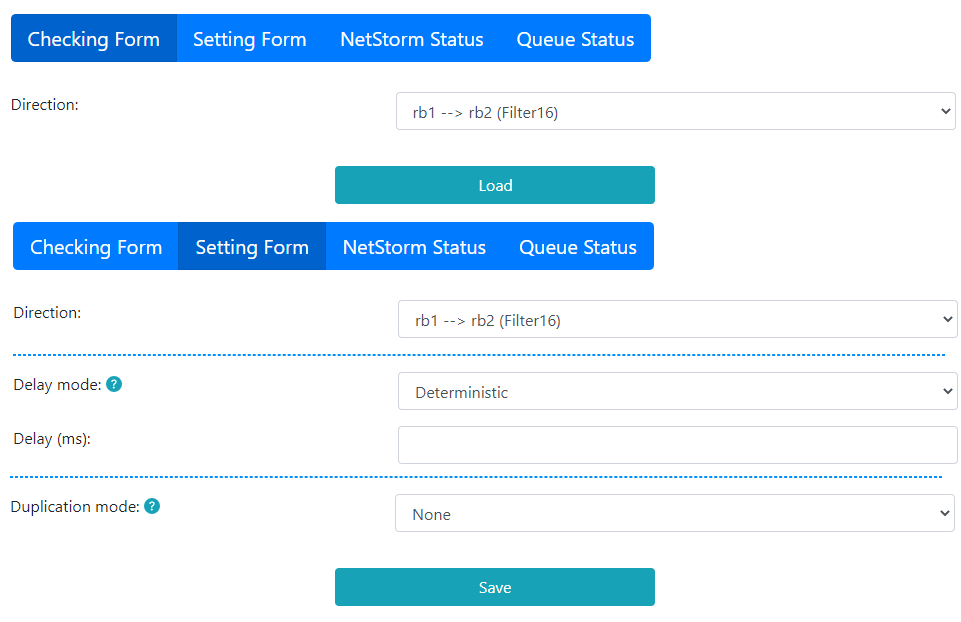 Checking Form Setting Form NetStorm Status Queue Status
Direction: rb1 --> rb2 (Filter16)
Load
Checking Form Setting Form NetStorm Status Queue Status
Direction: rb1 --> rb2 (Filter16)
Delay mode: ? Deterministic
Delay (ms):
Duplication mode: ? None
Save